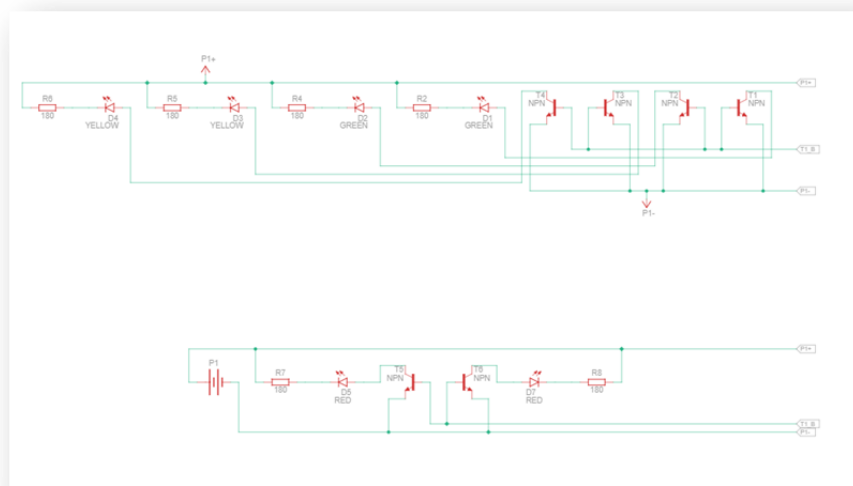 P1+
P1+
R6
180
D4
YELLOW
R5
180
D3
YELLOW
R4
180
D2
GREEN
R2
180
D1
GREEN
T4
NPN
T3
NPN
T2
NPN
T1
NPN
T1_B
P1-
P1-
P1+
P1
R7
180
D5
RED
T5
NPN
T6
NPN
D7
RED
R8
180
T1_B
P1-